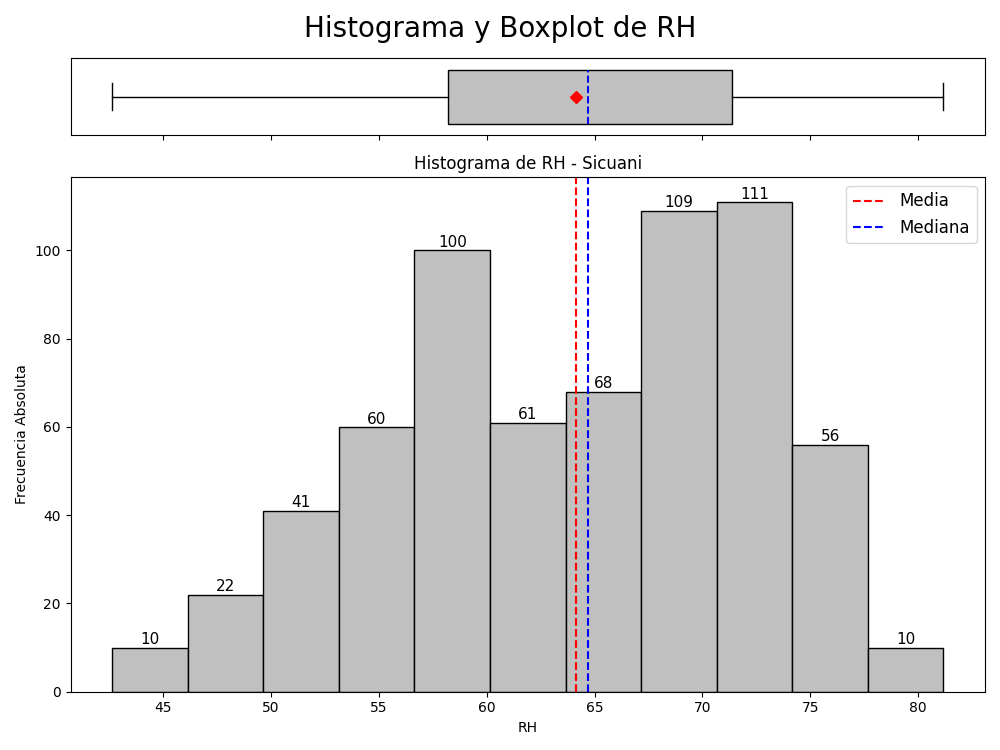 Histograma y Boxplot de RH
Histograma de RH - Sicuani
Media
Mediana
Frecuencia Absoluta
100
80
60
40
20
0
10
22
41
60
100
61
68
109
111
56
10
45 50 55 60 65 70 75 80
RH